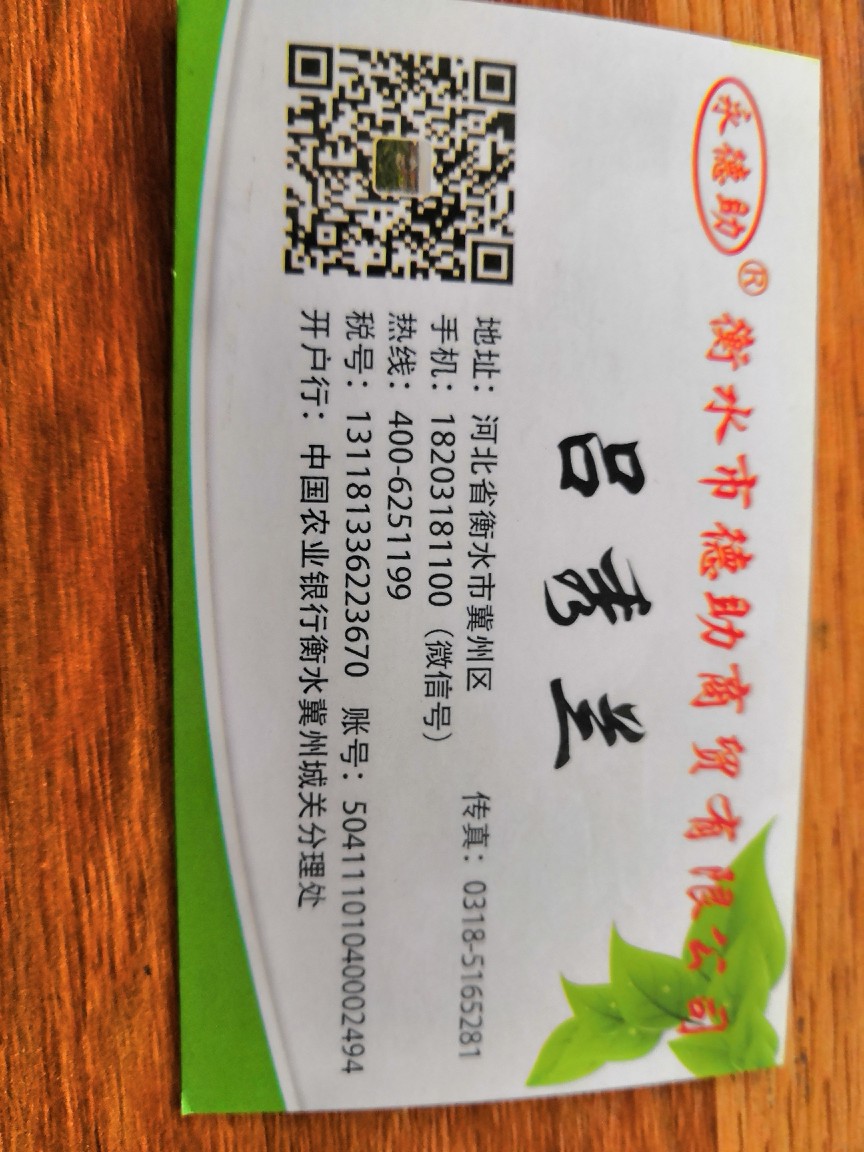 永德助®
衡水市德助商贸有限公司
吕秀兰
地址：河北省衡水市冀州区 传真：0318-5165281
手机：18203181100（微信号）
热线：400-6251199
税号：131181336223670 账号：50411101040002494
开户行：中国农业银行衡水冀州城关分理处